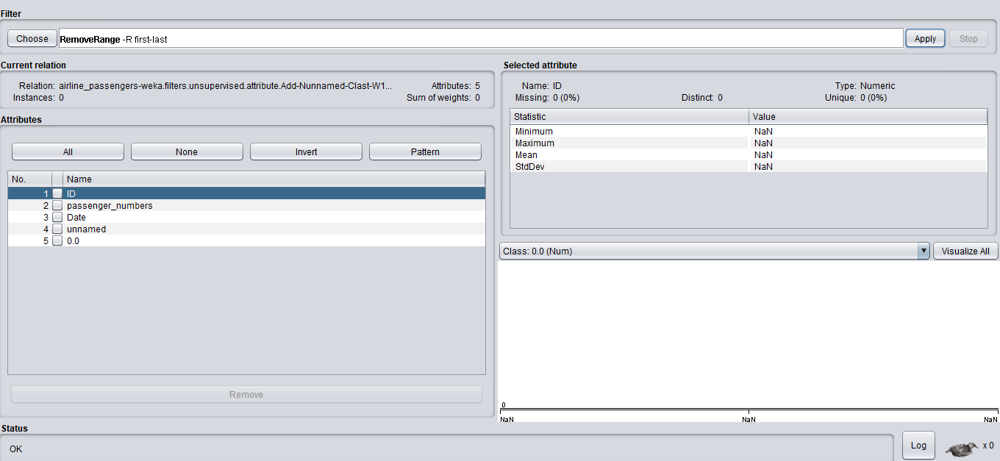 Filter
Choose RemoveRange -R first-last Apply Stop
Current relation
Relation: airline_passengers-weka.filters.unsupervised.attribute.Add-Nunnamed-Clast-W1... Attributes: 5
Instances: 0 Sum of weights: 0
Attributes
All None Invert Pattern
No. Name
1 ID
2 passenger_numbers
3 Date
4 unnamed
5 0.0
Remove
Selected attribute
Name: ID Type: Numeric
Missing: 0 (0%) Distinct: 0 Unique: 0 (0%)
Statistic Value
Minimum NaN
Maximum NaN
Mean NaN
StdDev NaN
Class: 0.0 (Num) Visualize All
0
NaN NaN NaN
Status
OK Log x 0